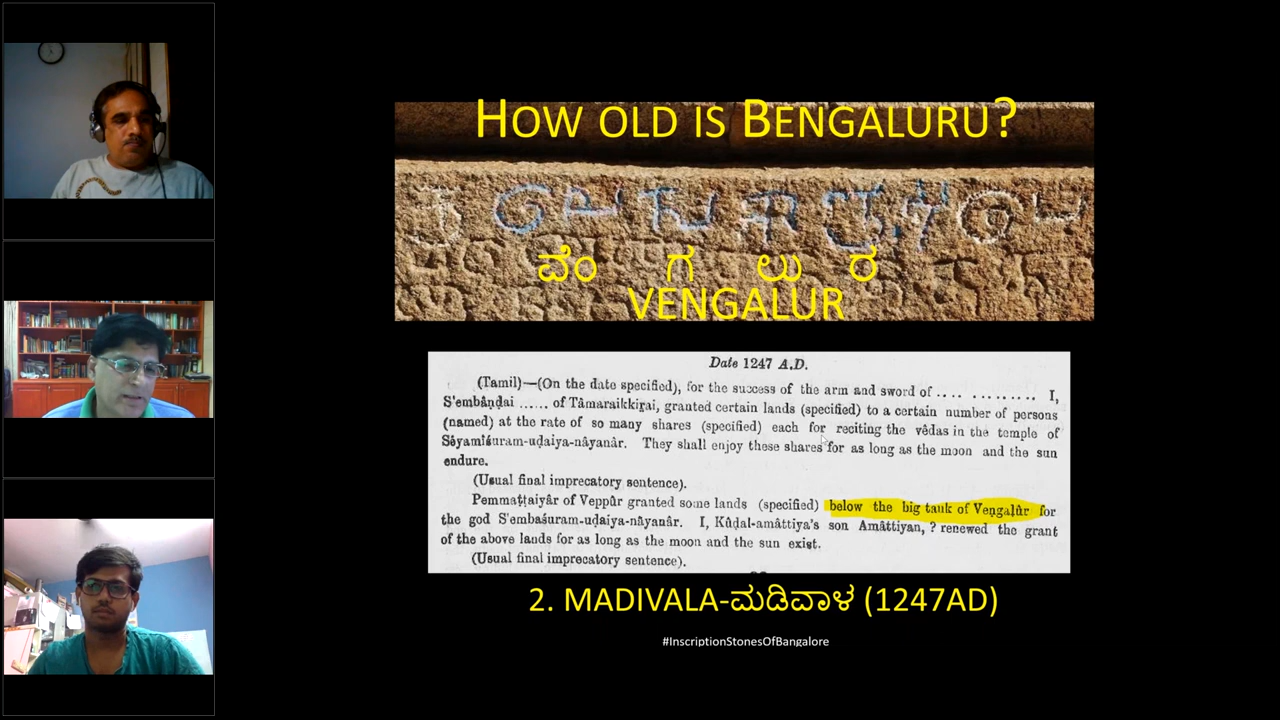 HOW OLD IS BENGALURU?
ವೆಂ ಗ ಲು ರ
VENGALUR
Date 1247 A.D.
(Tamil)—(On the date specified), for the success of the arm and sword of .... .......... I,
S'embâṇḍai ...... of Tâmaraikkiṛai, granted certain lands (specified) to a certain number of persons
(named) at the rate of so many shares (specified) each for reciting the vêdas in the temple of
Sêyamîśuram-uḍaiya-nâyanâr. They shall enjoy these shares for as long as the moon and the sun
endure.
(Usual final imprecatory sentence).
Pemmaṭṭaiyâr of Veppûr granted some lands (specified) below the big tank of Veṇgaḷûr for
the god S'embaśuram-uḍaiya-nâyanâr. I, Kûḍal-amâttiya's son Amâttiyan, ? renewed the grant
of the above lands for as long as the moon and the sun exist.
(Usual final imprecatory sentence).
2. MADIVALA-ಮಡಿವಾಳ (1247AD)
#InscriptionStonesOfBangalore